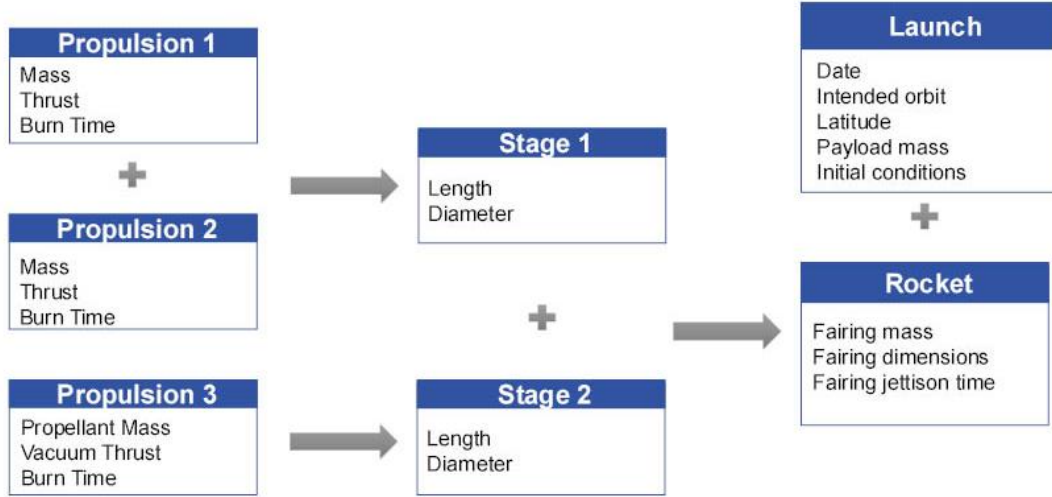 Propulsion 1
Mass
Thrust
Burn Time
Propulsion 2
Mass
Thrust
Burn Time
Propulsion 3
Propellant Mass
Vacuum Thrust
Burn Time
Stage 1
Length
Diameter
Stage 2
Length
Diameter
Launch
Date
Intended orbit
Latitude
Payload mass
Initial conditions
Rocket
Fairing mass
Fairing dimensions
Fairing jettison time